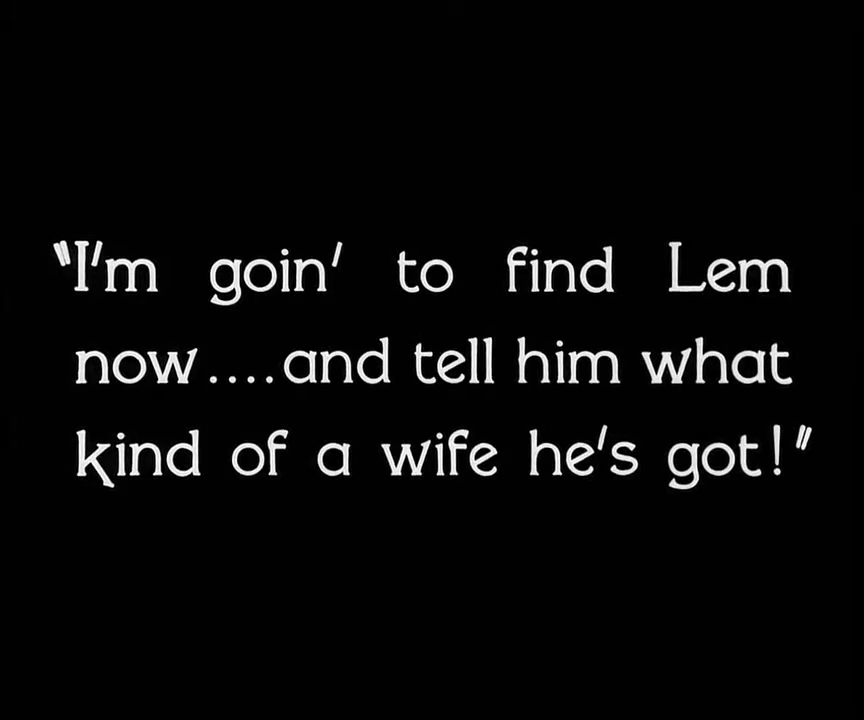 "I'm goin' to find Lem
now....and tell him what
kind of a wife he's got!"